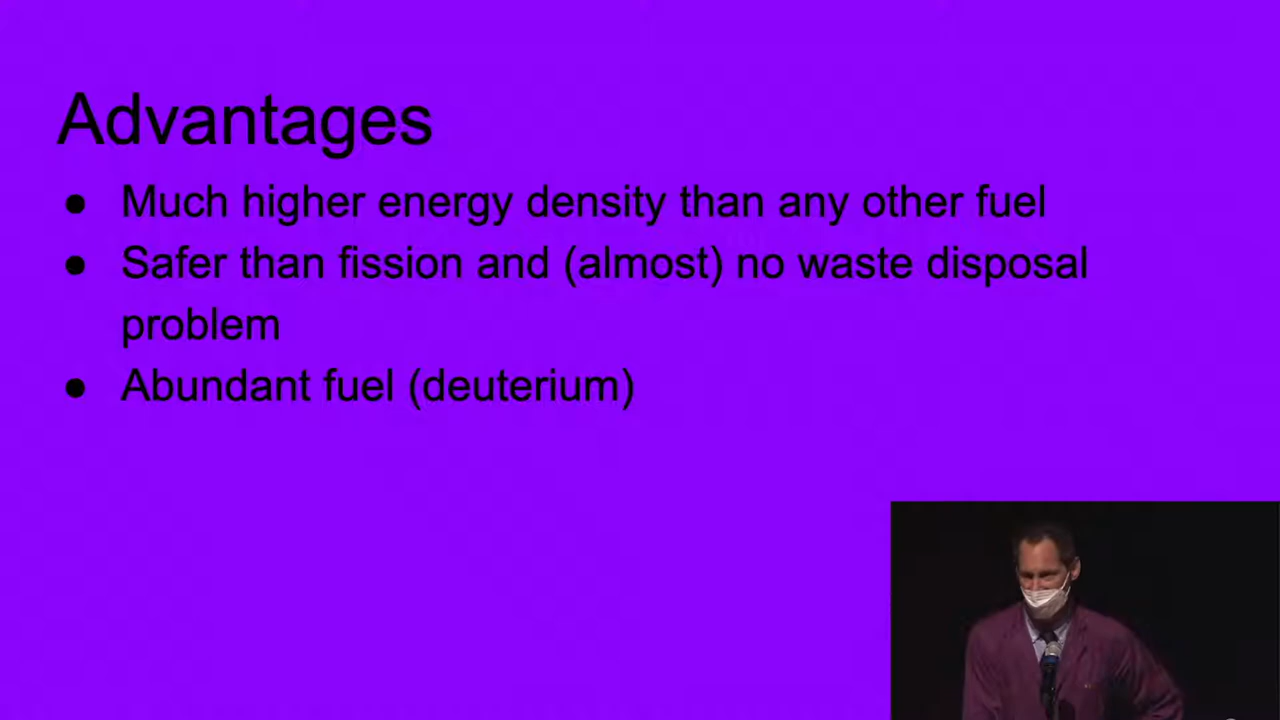 Advantages
● Much higher energy density than any other fuel
● Safer than fission and (almost) no waste disposal
problem
● Abundant fuel (deuterium)